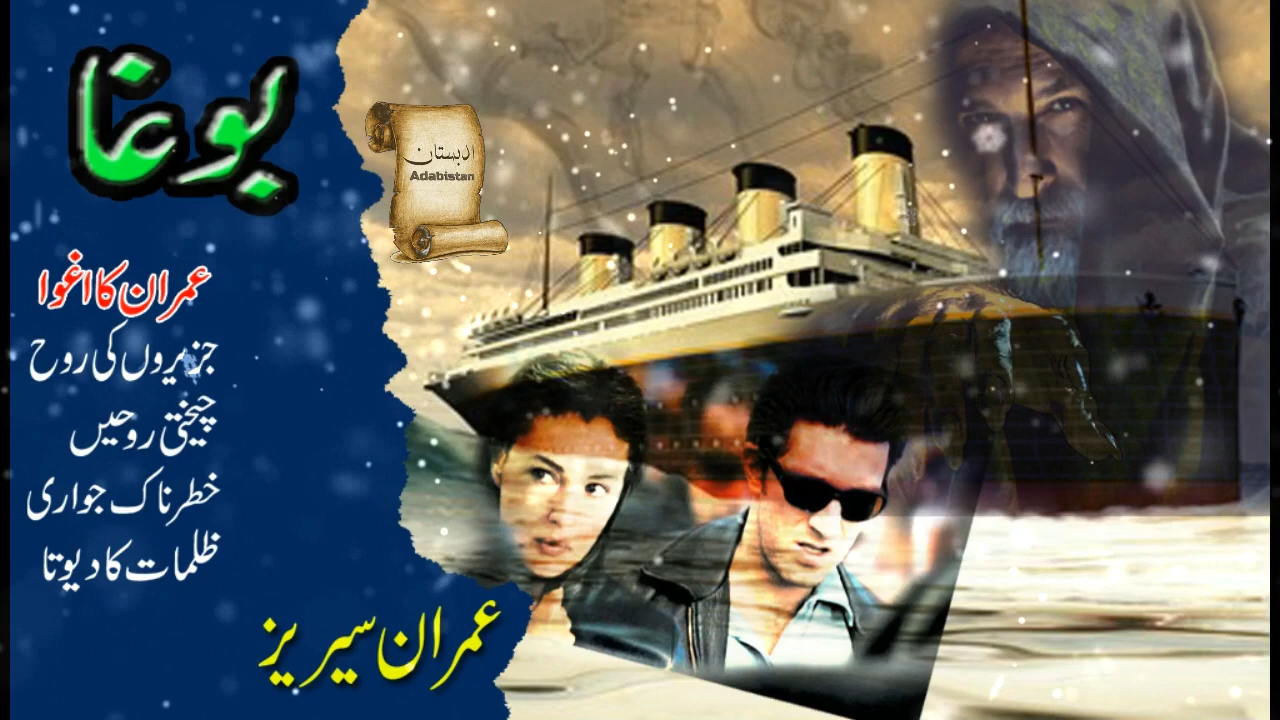 بوغا
ادبستان
Adabistan
عمران کا اغوا
جزیروں کی روح
چیختی روحیں
خطرناک جواری
ظلمات کا دیوتا
عمران سیریز